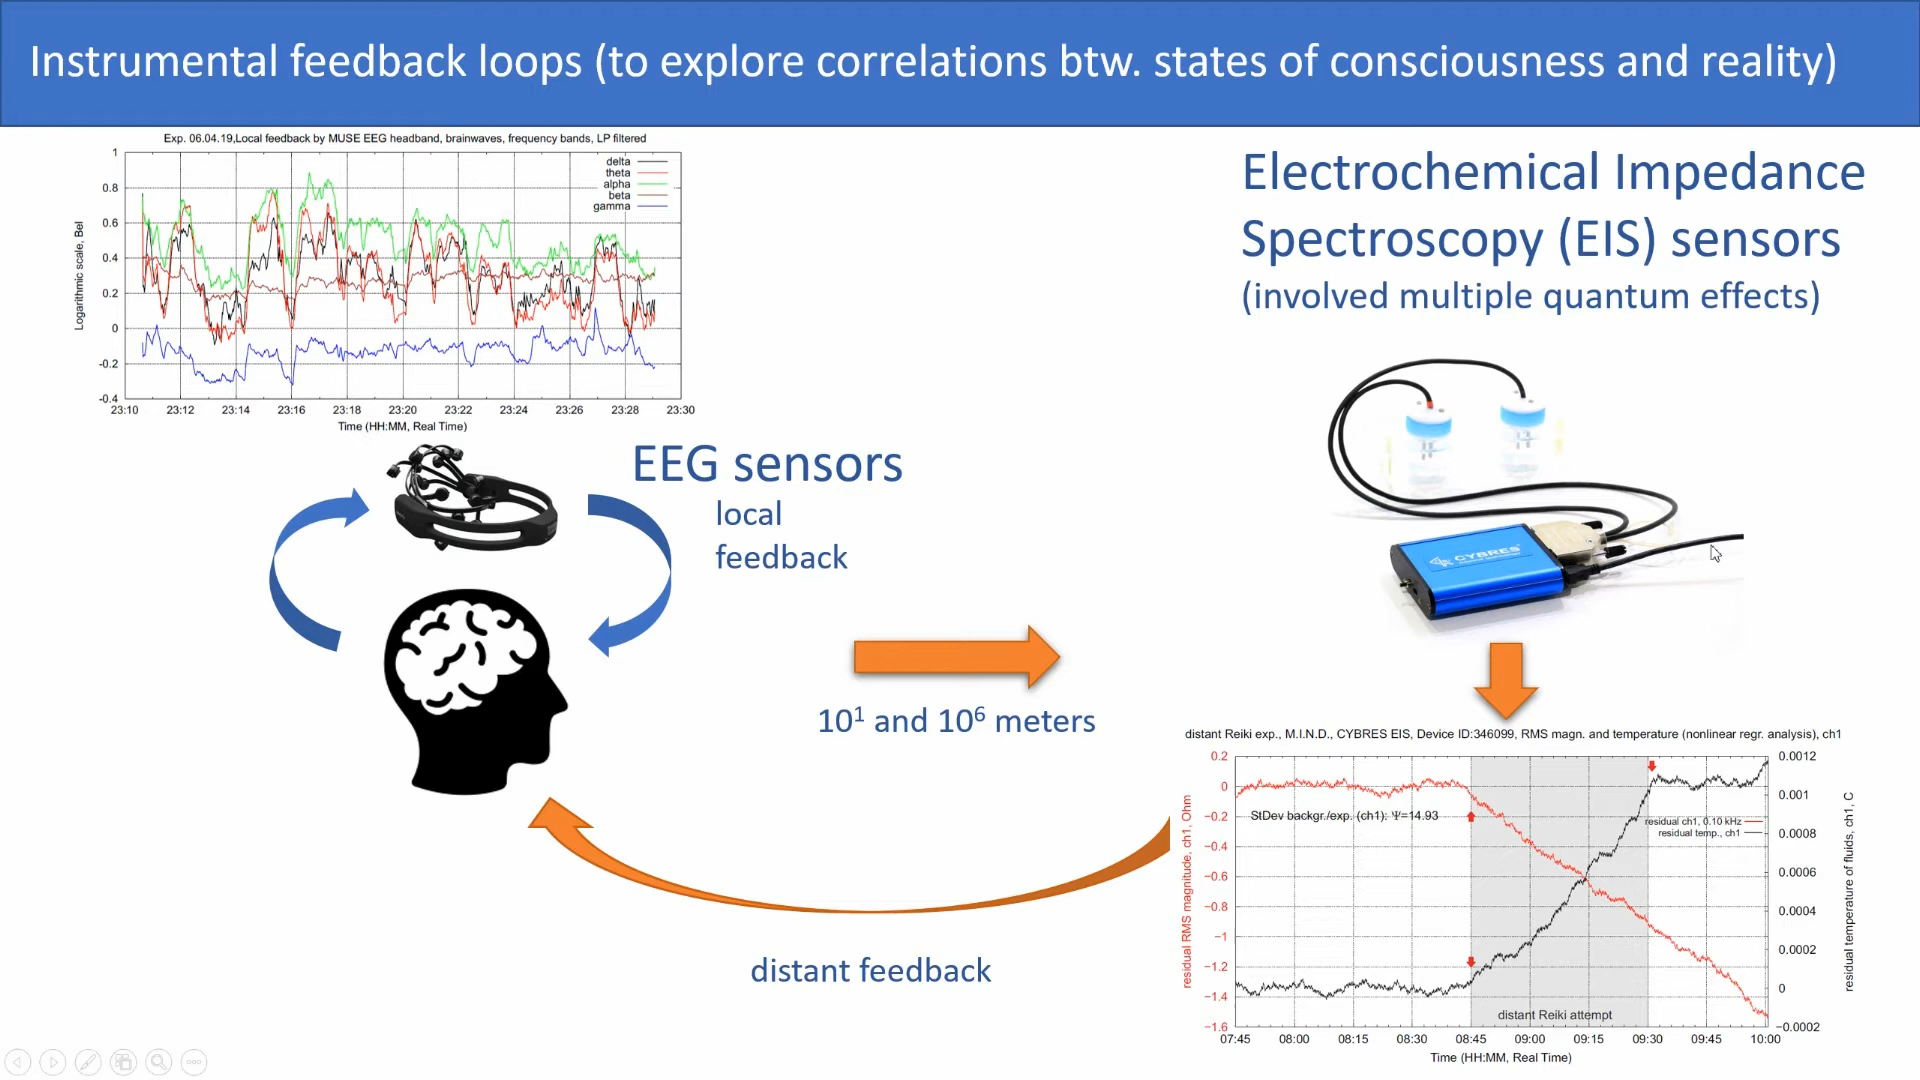 Instrumental feedback loops (to explore correlations btw. states of consciousness and reality)
Exp. 06.04.19,Local feedback by MUSE EEG headband, brainwaves, frequency bands, LP filtered
delta
theta
alpha
beta
gamma
Logarithmic scale, Bel
1
0.8
0.6
0.4
0.2
0
-0.2
-0.4
23:10 23:12 23:14 23:16 23:18 23:20 23:22 23:24 23:26 23:28 23:30
Time (HH:MM, Real Time)
Electrochemical Impedance
Spectroscopy (EIS) sensors
(involved multiple quantum effects)
EEG sensors
local
feedback
CYBRES
10¹ and 10⁶ meters
distant feedback
distant Reiki exp., M.I.N.D., CYBRES EIS, Device ID:346099, RMS magn. and temperature (nonlinear regr. analysis), ch1
residual RMS magnitude, ch1, Ohm
0.2
0
−0.2
−0.4
−0.6
−0.8
−1
−1.2
−1.4
−1.6
StDev backgr./exp. (ch1): Ψ=14.93
residual ch1, 0.10 kHz
residual temp., ch1
distant Reiki attempt
0.0012
0.001
0.0008
0.0006
0.0004
0.0002
0
−0.0002
residual temperature of fluids, ch1, C
07:45 08:00 08:15 08:30 08:45 09:00 09:15 09:30 09:45 10:00
Time (HH:MM, Real Time)